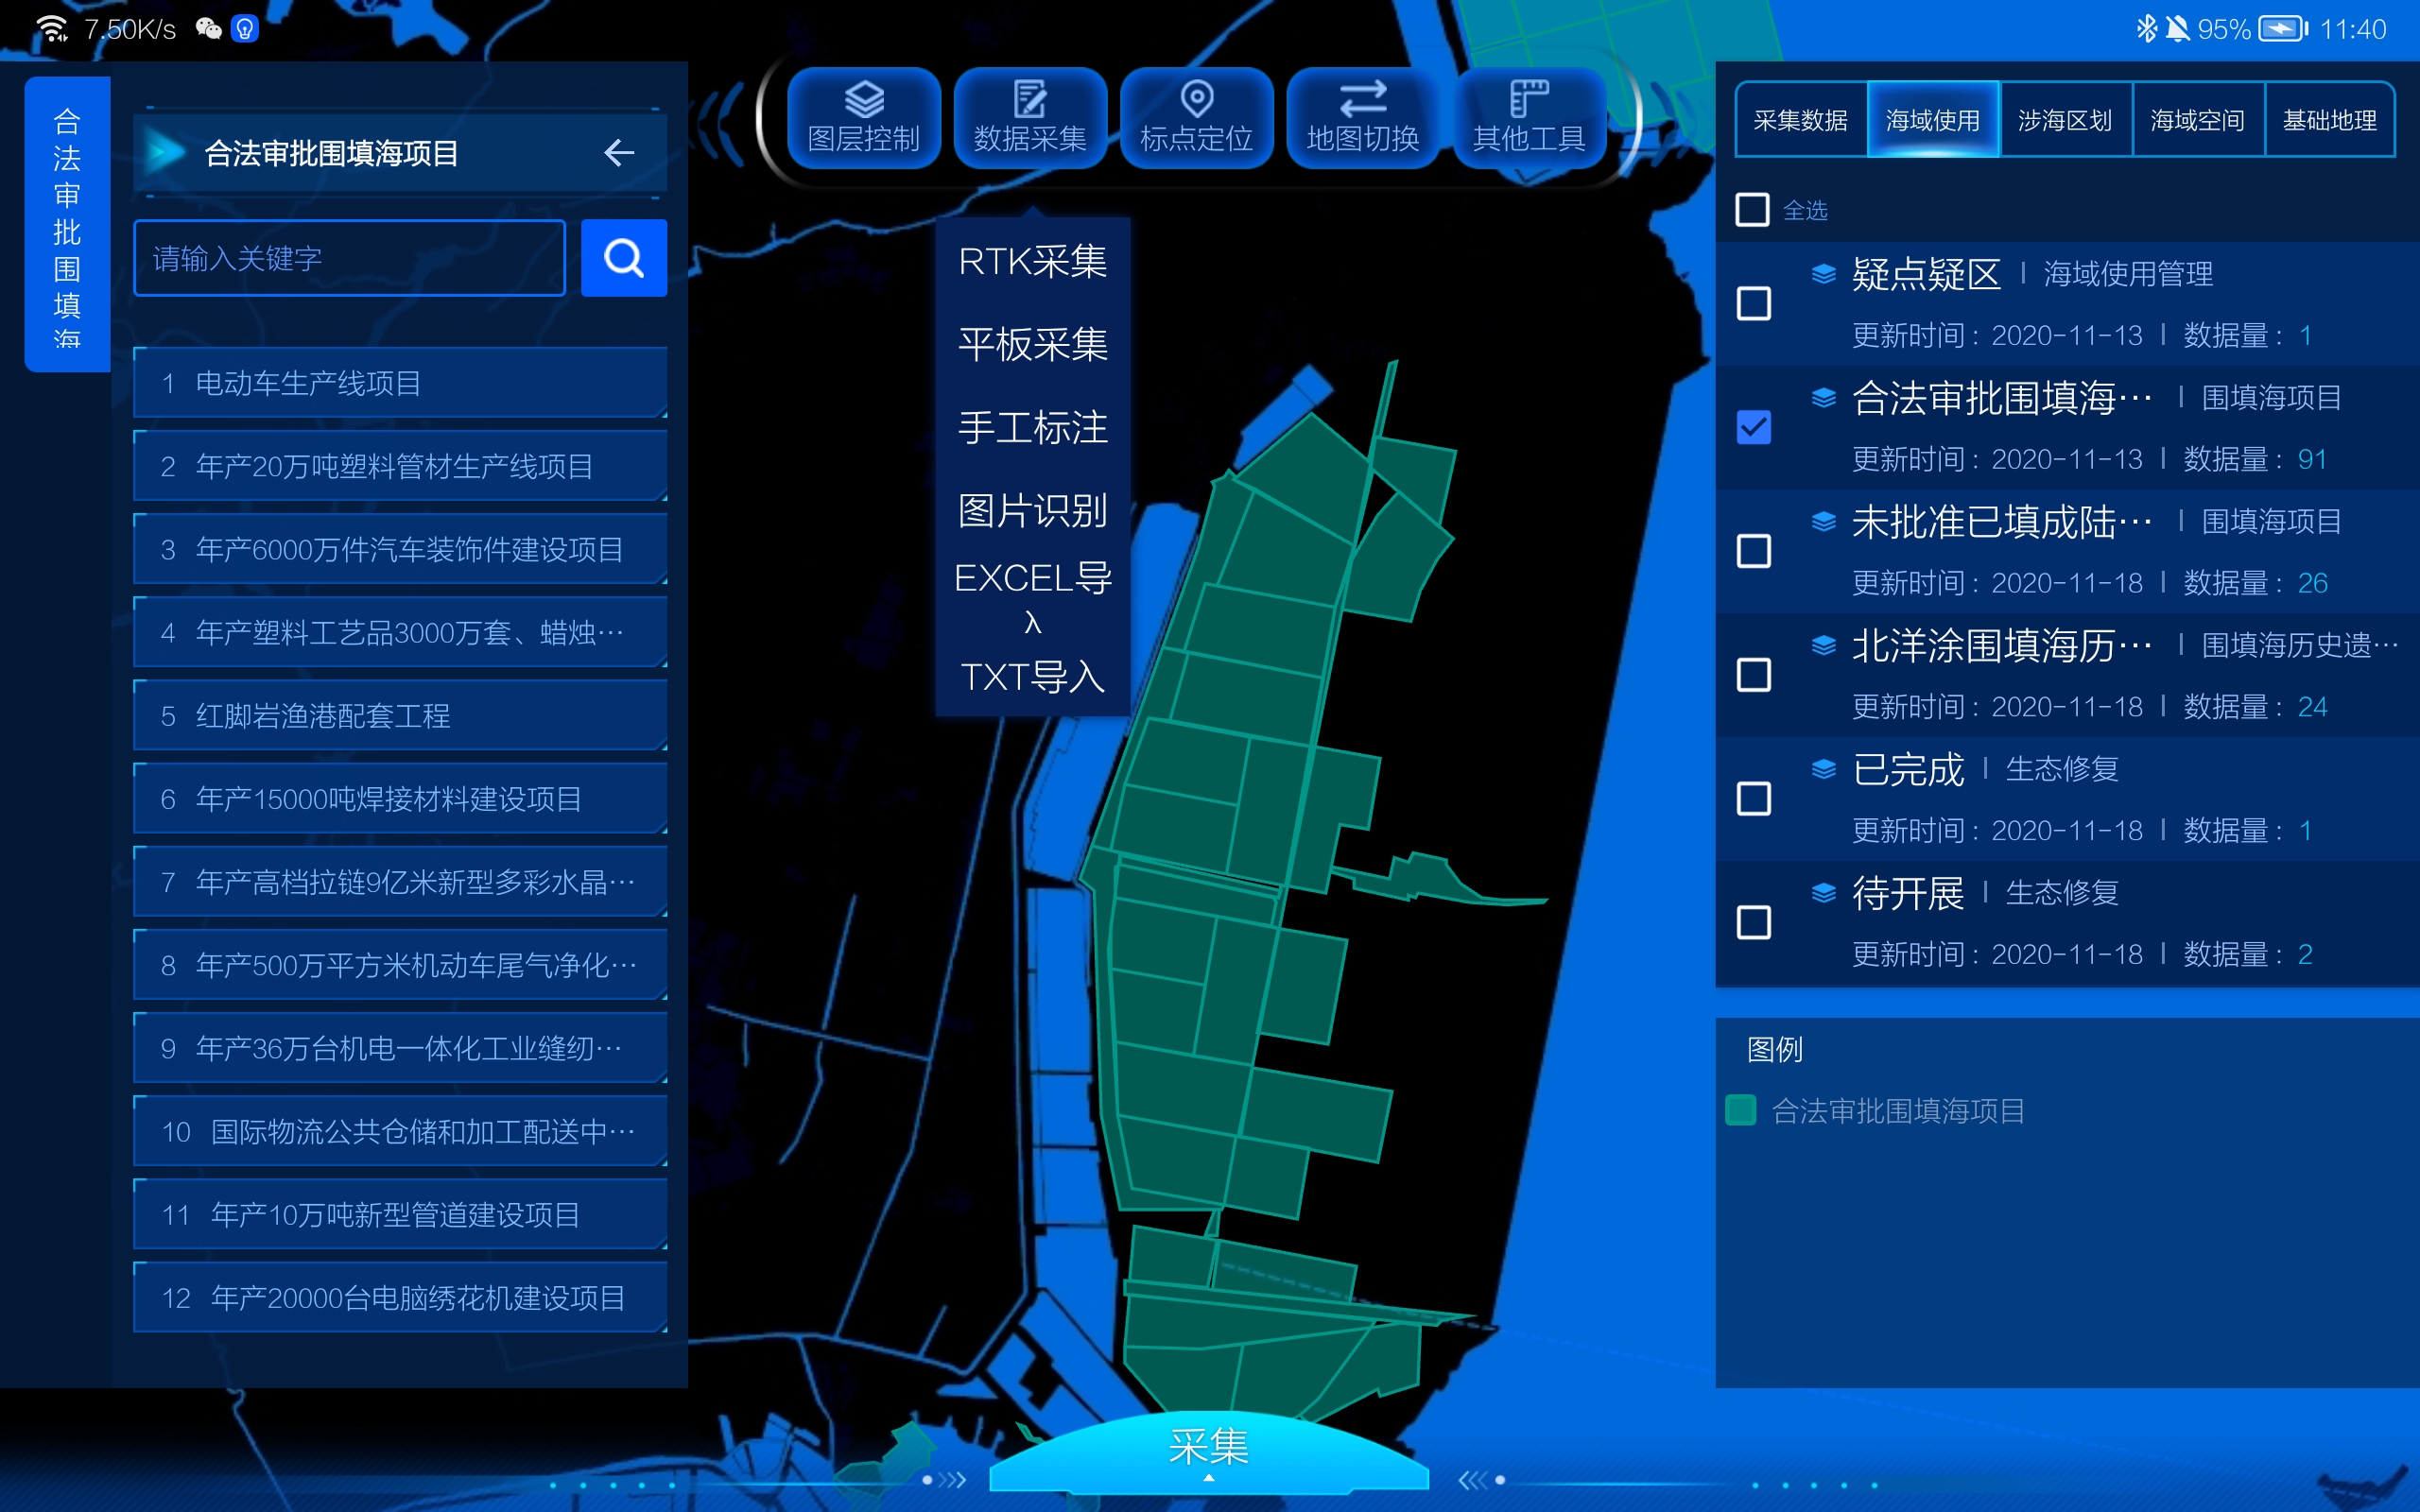 7.50K/s
95%
11:40
合法审批围填海
合法审批围填海项目
请输入关键字
1 电动车生产线项目
2 年产20万吨塑料管材生产线项目
3 年产6000万件汽车装饰件建设项目
4 年产塑料工艺品3000万套、蜡烛…
5 红脚岩渔港配套工程
6 年产15000吨焊接材料建设项目
7 年产高档拉链9亿米新型多彩水晶…
8 年产500万平方米机动车尾气净化…
9 年产36万台机电一体化工业缝纫…
10 国际物流公共仓储和加工配送中…
11 年产10万吨新型管道建设项目
12 年产20000台电脑绣花机建设项目
图层控制
数据采集
标点定位
地图切换
其他工具
RTK采集
平板采集
手工标注
图片识别
EXCEL导
入
TXT导入
采集数据
海域使用
涉海区划
海域空间
基础地理
全选
疑点疑区 | 海域使用管理
更新时间：2020-11-13 | 数据量：1
合法审批围填海… | 围填海项目
更新时间：2020-11-13 | 数据量：91
未批准已填成陆… | 围填海项目
更新时间：2020-11-18 | 数据量：26
北洋涂围填海历… | 围填海历史遗…
更新时间：2020-11-18 | 数据量：24
已完成 | 生态修复
更新时间：2020-11-18 | 数据量：1
待开展 | 生态修复
更新时间：2020-11-18 | 数据量：2
图例
合法审批围填海项目
采集